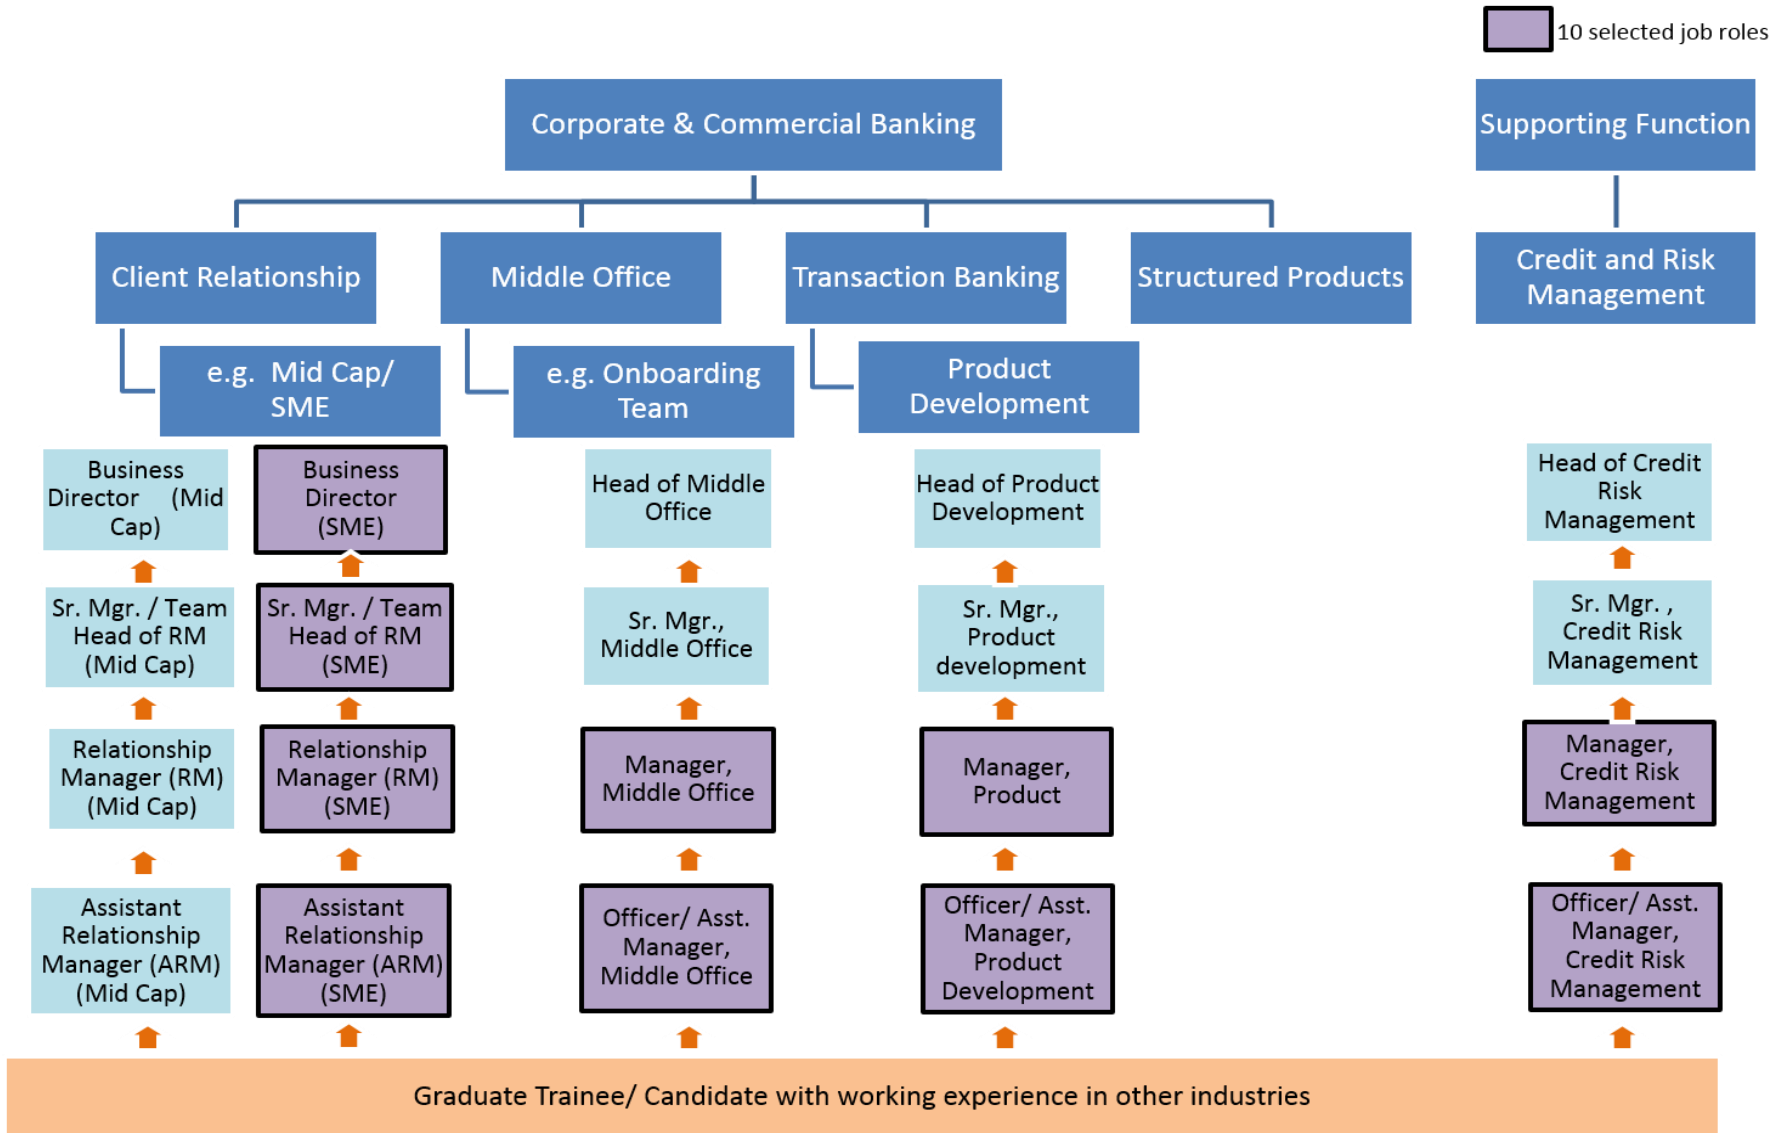 10 selected job roles
Corporate & Commercial Banking
Supporting Function
Client Relationship
Middle Office
Transaction Banking
Structured Products
Credit and Risk
Management
e.g.  Mid Cap/
SME
e.g. Onboarding
Team
Product
Development
Business
Director    (Mid
Cap)
Business
Director
(SME)
Head of Middle
Office
Head of Product
Development
Head of Credit
Risk
Management
Sr. Mgr. / Team
Head of RM
(Mid Cap)
Sr. Mgr. / Team
Head of RM
(SME)
Sr. Mgr.,
Middle Office
Sr. Mgr.,
Product
development
Sr. Mgr. ,
Credit Risk
Management
Relationship
Manager (RM)
(Mid Cap)
Relationship
Manager (RM)
(SME)
Manager,
Middle Office
Manager,
Product
Manager,
Credit Risk
Management
Assistant
Relationship
Manager (ARM)
(Mid Cap)
Assistant
Relationship
Manager (ARM)
(SME)
Officer/ Asst.
Manager,
Middle Office
Officer/ Asst.
Manager,
Product
Development
Officer/ Asst.
Manager,
Credit Risk
Management
Graduate Trainee/ Candidate with working experience in other industries